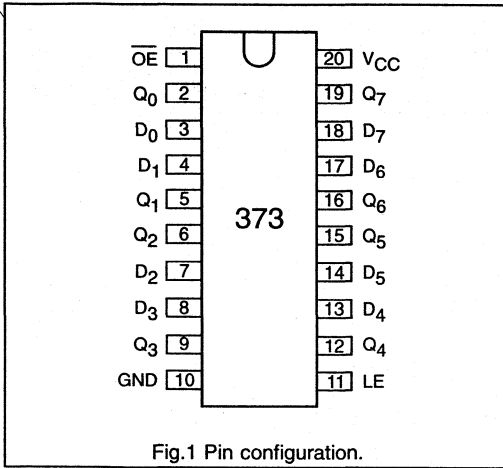 OE 1 20 VCC
Q0 2 19 Q7
D0 3 18 D7
D1 4 17 D6
Q1 5 16 Q6
373
Q2 6 15 Q5
D2 7 14 D5
D3 8 13 D4
Q3 9 12 Q4
GND 10 11 LE
Fig.1 Pin configuration.